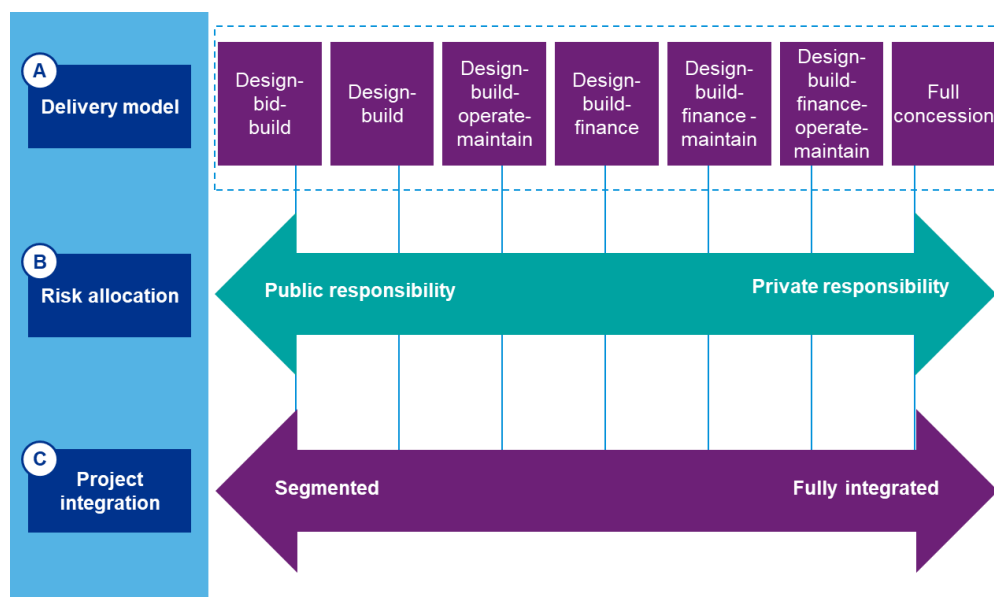 A
Delivery model
Design-
bid-
build
Design-
build
Design-
build-
operate-
maintain
Design-
build-
finance
Design-
build-
finance -
maintain
Design-
build-
finance-
operate-
maintain
Full
concession
B
Risk allocation
Public responsibility
Private responsibility
C
Project
integration
Segmented
Fully integrated